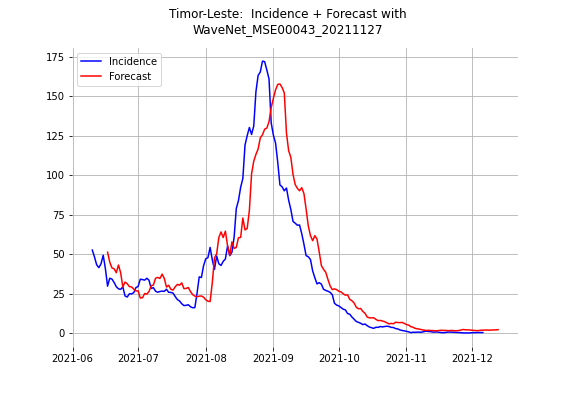 Timor-Leste:  Incidence + Forecast with
WaveNet_MSE00043_20211127
Incidence
Forecast
175
150
125
100
75
50
25
0
2021-06 2021-07 2021-08 2021-09 2021-10 2021-11 2021-12